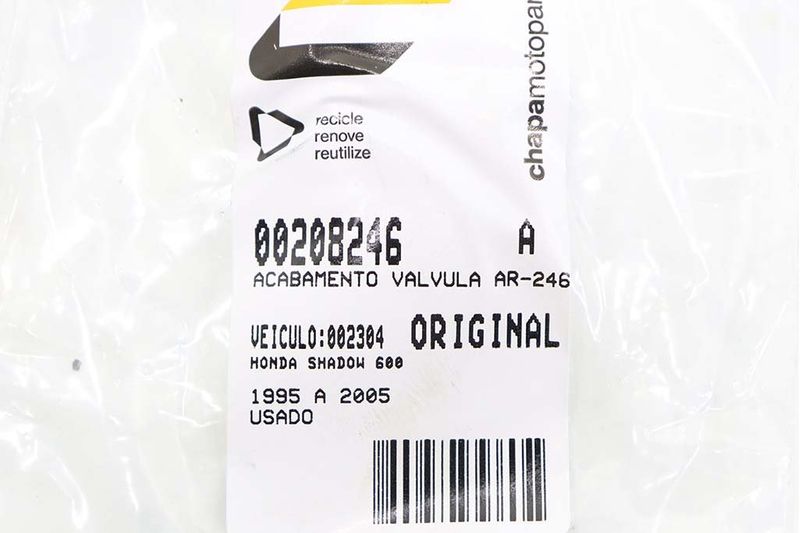 chapamotopar
recicle
renove
reutilize
00208246 A
ACABAMENTO VALVULA AR-246
VEICULO:002304 ORIGINAL
HONDA SHADOW 600
1995 A 2005
USADO